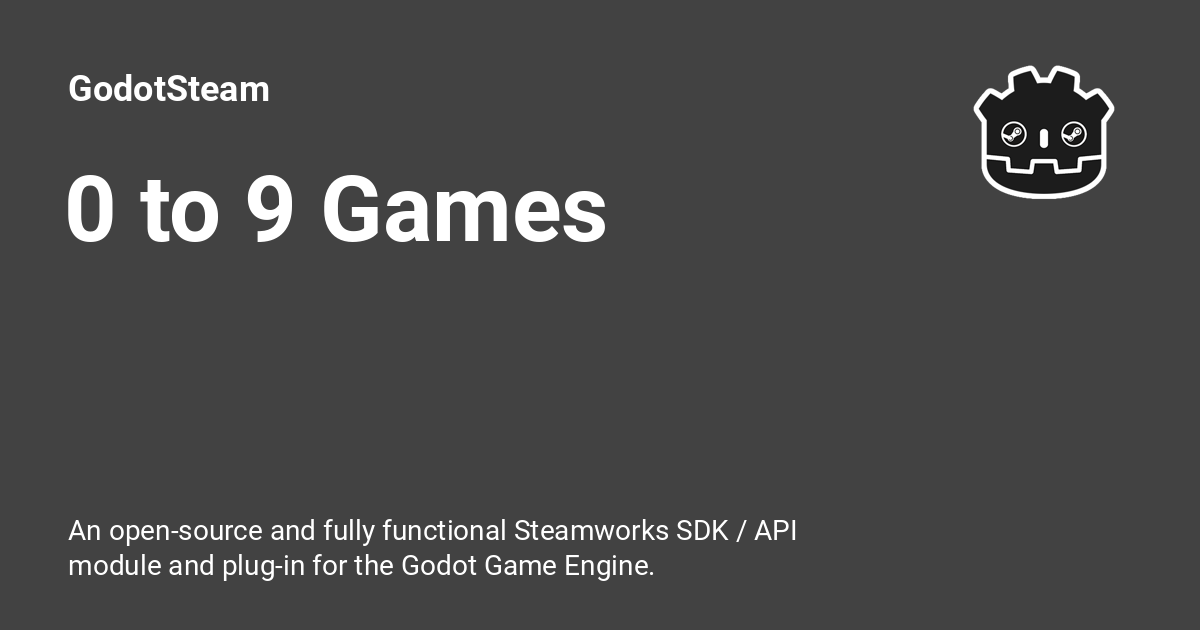 GodotSteam
0 to 9 Games
An open-source and fully functional Steamworks SDK / API
module and plug-in for the Godot Game Engine.